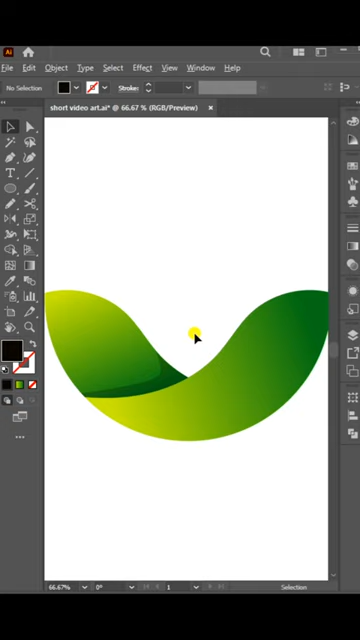 Ai
File Edit Object Type Select Effect View Window Help
No Selection Stroke:
short video art.ai* @ 66.67 % (RGB/Preview) ×
T
66.67% 0° 1 Selection